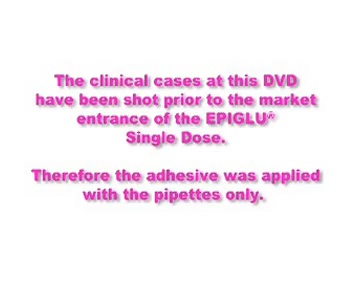 The clinical cases at this DVD
have been shot prior to the market
entrance of the EPIGLU®
Single Dose.
Therefore the adhesive was applied
with the pipettes only.